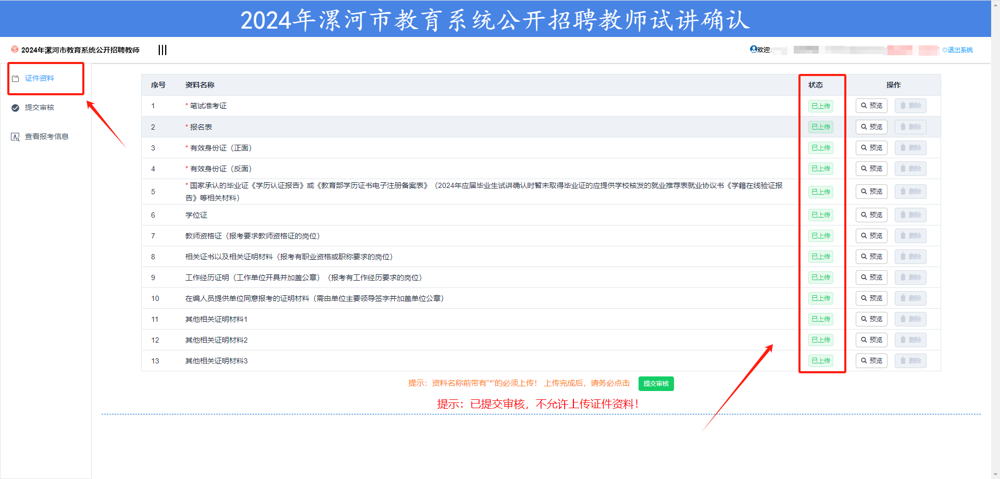 2024年漯河市教育系统公开招聘教师试讲确认
2024年漯河市教育系统公开招聘教师
欢迎:
退出系统
证件资料
提交审核
查看报考信息
序号 资料名称 状态 操作
1 * 笔试准考证 已上传 预览 删除
2 * 报名表 已上传 预览 删除
3 * 有效身份证（正面） 已上传 预览 删除
4 * 有效身份证（反面） 已上传 预览 删除
5 * 国家承认的毕业证《学历认证报告》或《教育部学历证书电子注册备案表》（2024年应届毕业生试讲确认时暂未取得毕业证的应提供学校核发的就业推荐表就业协议书《学籍在线验证报
告》等相关材料） 已上传 预览 删除
6 学位证 已上传 预览 删除
7 教师资格证（报考要求教师资格证的岗位） 已上传 预览 删除
8 相关证书以及相关证明材料（报考有职业资格或职称要求的岗位） 已上传 预览 删除
9 工作经历证明（工作单位开具并加盖公章）（报考有工作经历要求的岗位） 已上传 预览 删除
10 在编人员提供单位同意报考的证明材料（需由单位主要领导签字并加盖单位公章） 已上传 预览 删除
11 其他相关证明材料1 已上传 预览 删除
12 其他相关证明材料2 已上传 预览 删除
13 其他相关证明材料3 已上传 预览 删除
提示：资料名称前带有“*”的必须上传！ 上传完成后，请务必点击 提交审核
提示：已提交审核，不允许上传证件资料！